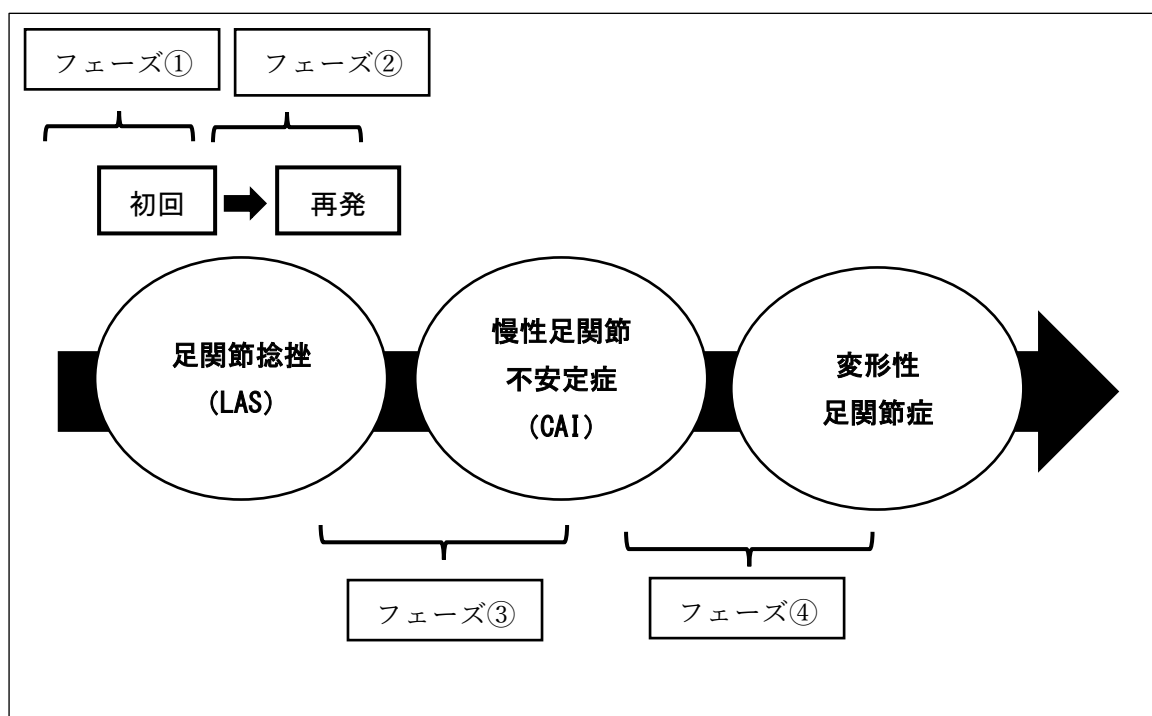 フェーズ①
フェーズ②
初回
再発
足関節捻挫
(LAS)
慢性足関節
不安定症
(CAI)
変形性
足関節症
フェーズ③
フェーズ④